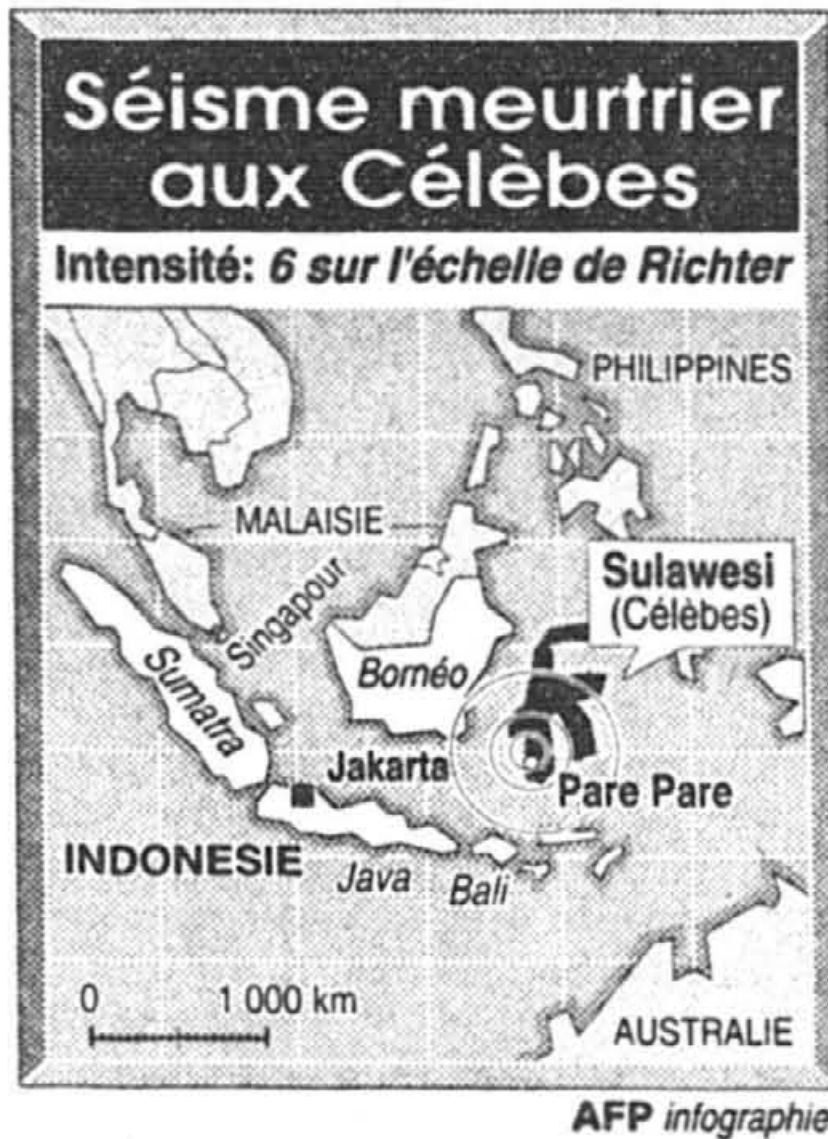 Séisme meurtrier
aux Célèbes
Intensité: 6 sur l'échelle de Richter
PHILIPPINES
MALAISIE
Singapour
Sulawesi
(Célèbes)
Sumatra
Bornéo
Jakarta
Pare Pare
INDONESIE
Java
Bali
0 1 000 km
AUSTRALIE
AFP infographie